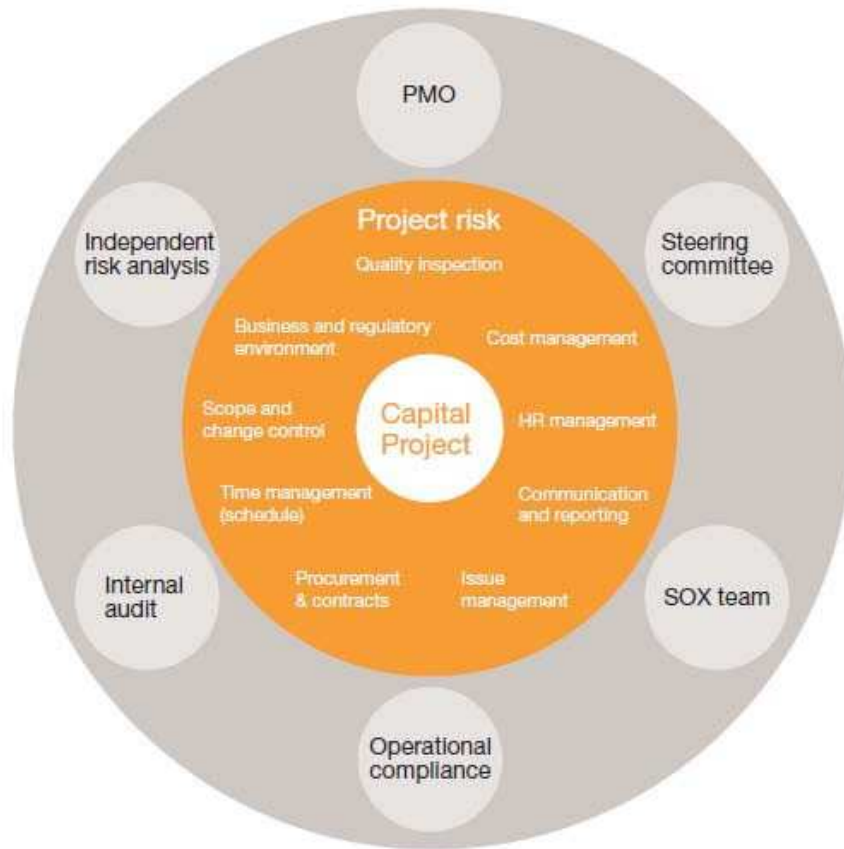 PMO
Independent
risk analysis
Steering
committee
Project risk
Quality Inspection
Business and regulatory
environment
Cost management
Scope and
change control
Capital
Project
HR management
Time management
(schedule)
Communication
and reporting
Procurement
& contracts
Issue
management
Internal
audit
SOX team
Operational
compliance